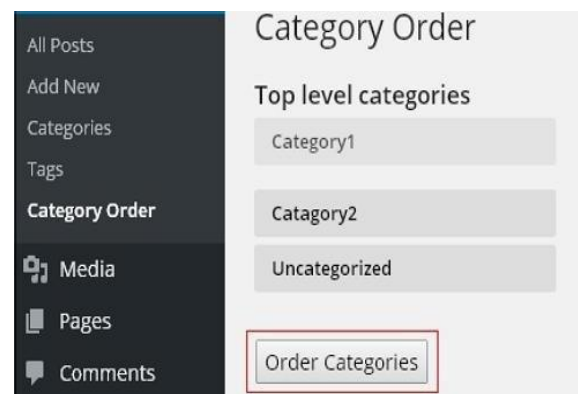 All Posts
Add New
Categories
Tags
Category Order
Media
Pages
Comments
Category Order
Top level categories
Category1
Catagory2
Uncategorized
Order Categories